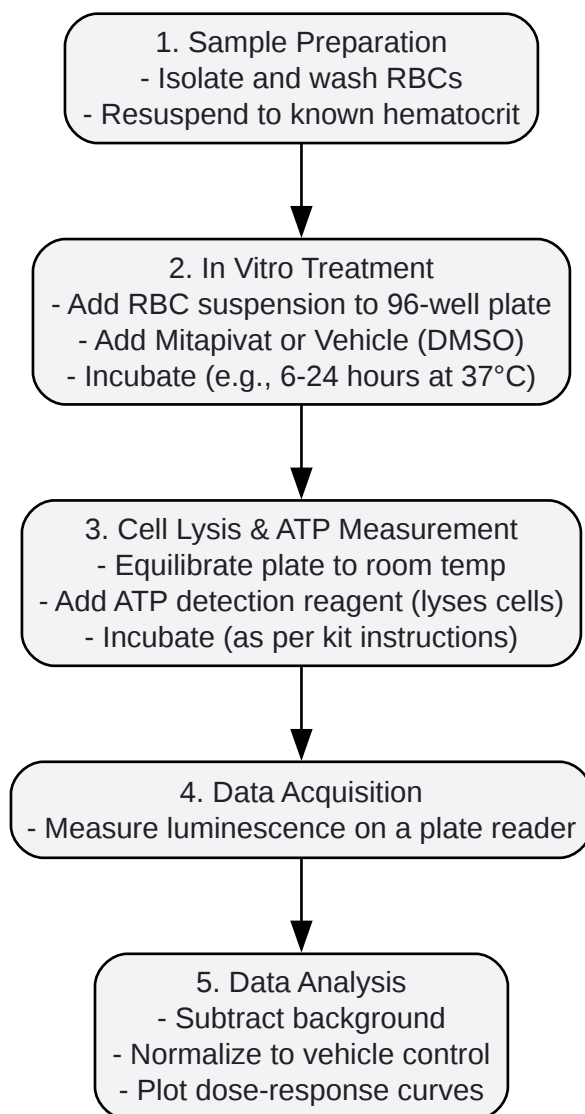 1. Sample Preparation
- Isolate and wash RBCs
- Resuspend to known hematocrit
2. In Vitro Treatment
- Add RBC suspension to 96-well plate
- Add Mitapivat or Vehicle (DMSO)
- Incubate (e.g., 6-24 hours at 37°C)
3. Cell Lysis & ATP Measurement
- Equilibrate plate to room temp
- Add ATP detection reagent (lyses cells)
- Incubate (as per kit instructions)
4. Data Acquisition
- Measure luminescence on a plate reader
5. Data Analysis
- Subtract background
- Normalize to vehicle control
- Plot dose-response curves